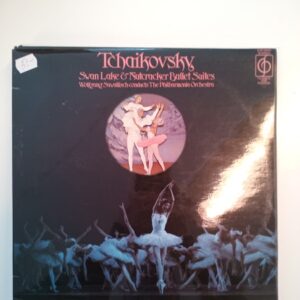 Tchaikovsky
Swan Lake & Nutcracker Ballet Suites
Wolfgang Sawallisch conducts The Philharmonia Orchestra